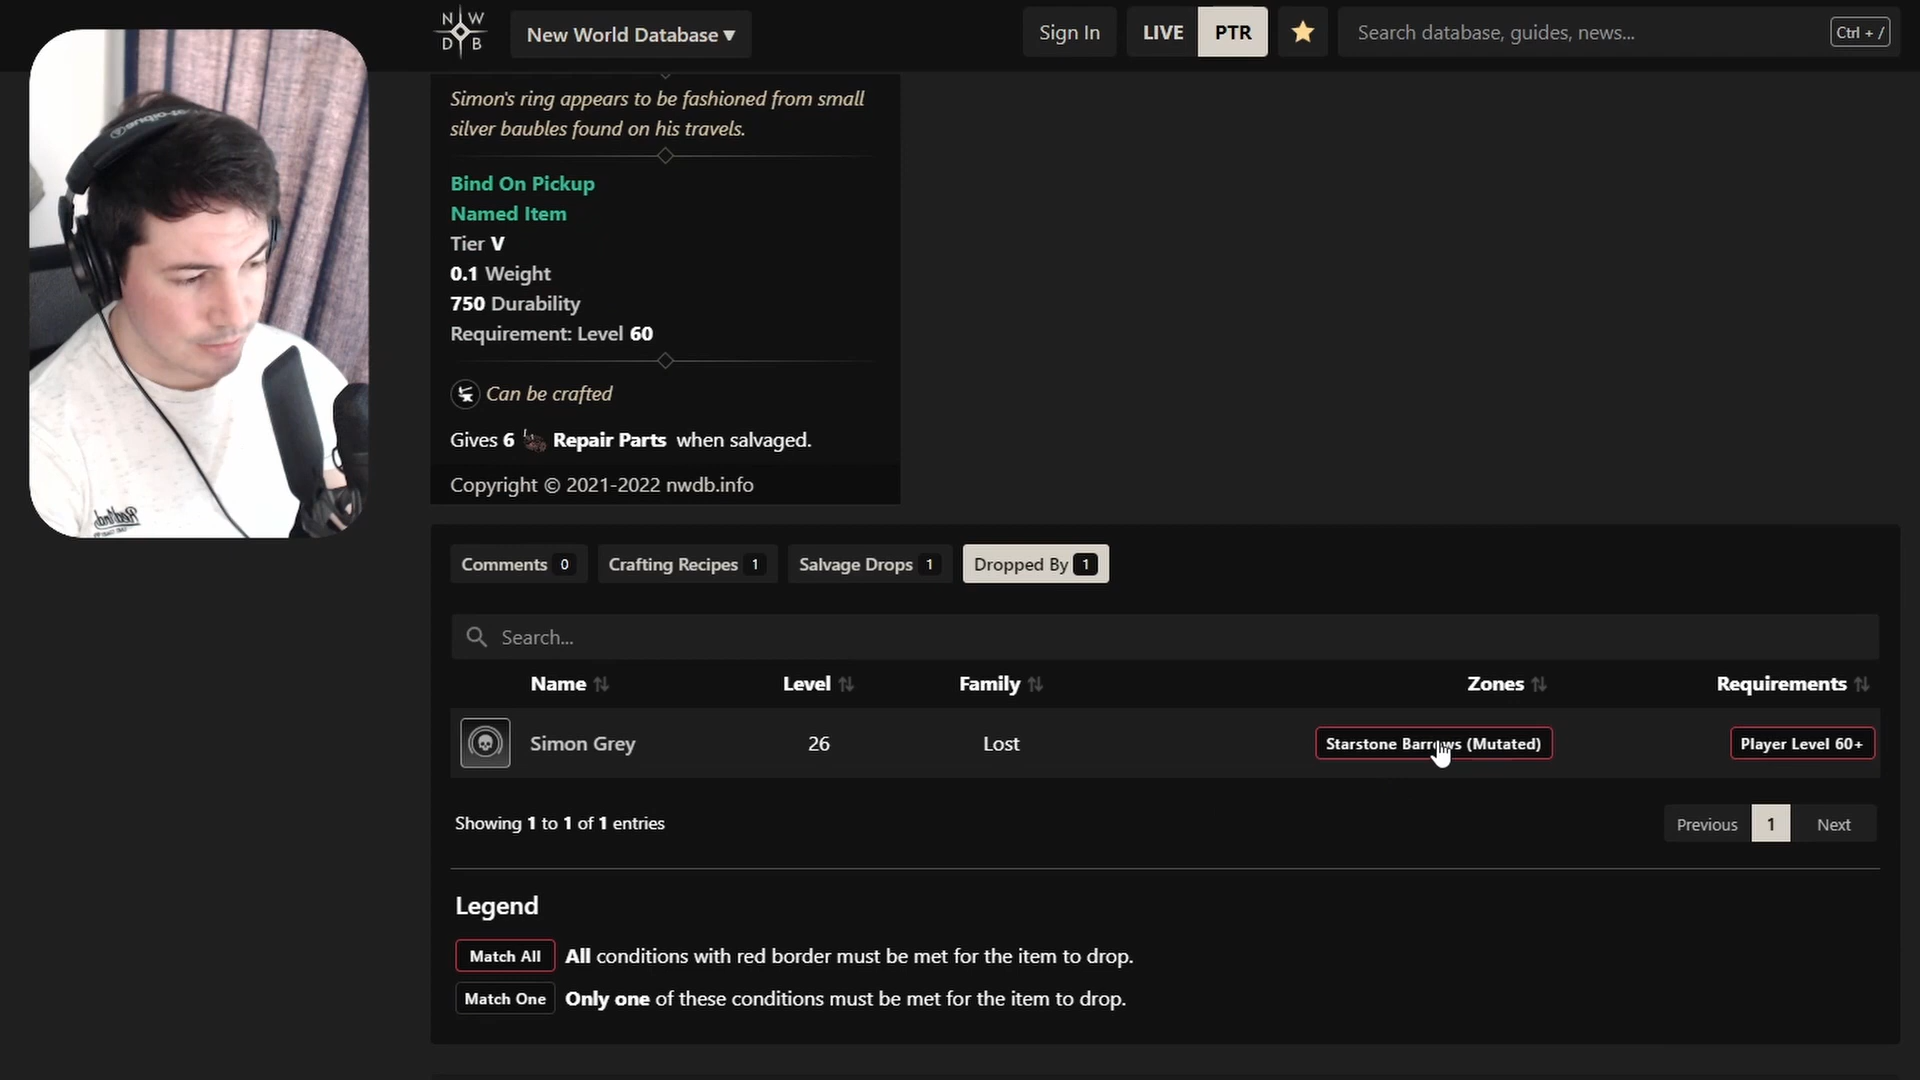 N W
D B
New World Database ▼
Sign In
LIVE
PTR
Search database, guides, news...
Ctrl + /
Simon's ring appears to be fashioned from small
silver baubles found on his travels.
Bind On Pickup
Named Item
Tier V
0.1 Weight
750 Durability
Requirement: Level 60
Can be crafted
Gives 6 Repair Parts when salvaged.
Copyright © 2021-2022 nwdb.info
Comments 0
Crafting Recipes 1
Salvage Drops 1
Dropped By 1
Search...
Name
Level
Family
Zones
Requirements
Simon Grey
26
Lost
Starstone Barrows (Mutated)
Player Level 60+
Showing 1 to 1 of 1 entries
Previous
1
Next
Legend
Match All
All conditions with red border must be met for the item to drop.
Match One
Only one of these conditions must be met for the item to drop.